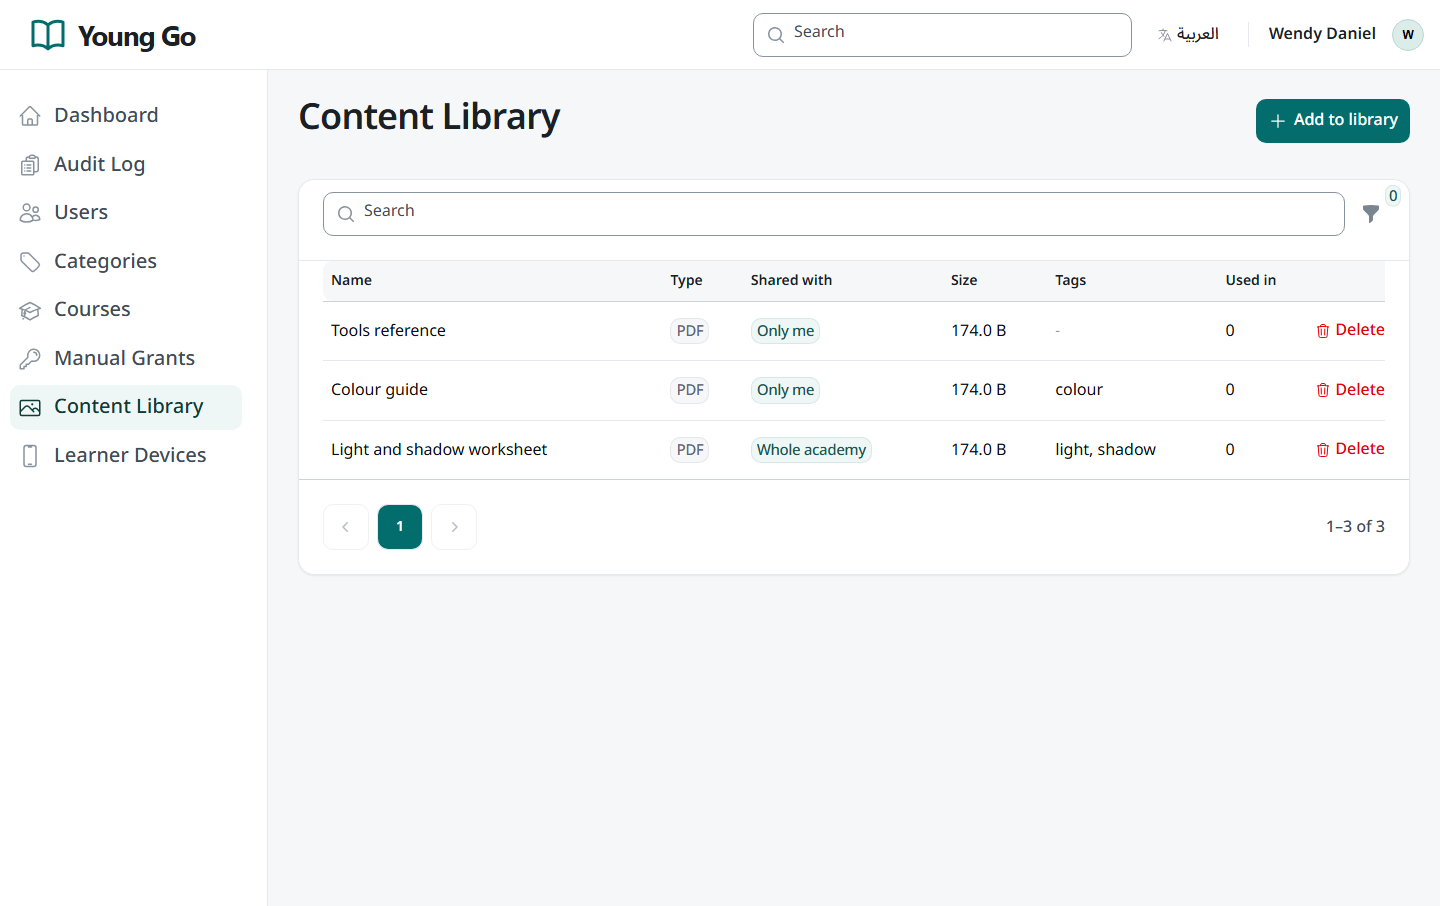 Young Go
Search
العربية
Wendy Daniel
W
Dashboard
Audit Log
Users
Categories
Courses
Manual Grants
Content Library
Learner Devices
Content Library
Add to library
Search
0
Name Type Shared with Size Tags Used in
Tools reference PDF Only me 174.0 B - 0 Delete
Colour guide PDF Only me 174.0 B colour 0 Delete
Light and shadow worksheet PDF Whole academy 174.0 B light, shadow 0 Delete
1
1–3 of 3